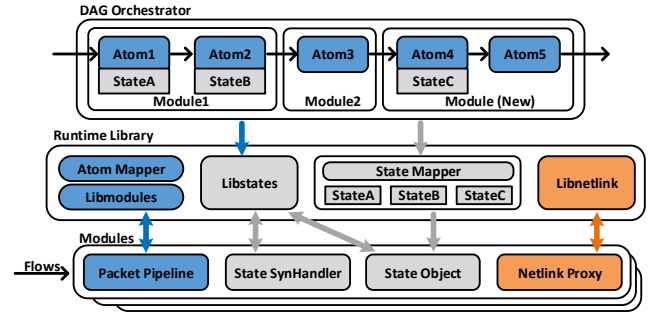 DAG Orchestrator
Atom1 Atom2 Atom3 Atom4 Atom5
StateA StateB StateC
Module1 Module2 Module (New)
Runtime Library
Atom Mapper
Libmodules
Libstates
State Mapper
StateA StateB StateC
Libnetlink
Modules
Flows
Packet Pipeline State SynHandler State Object Netlink Proxy